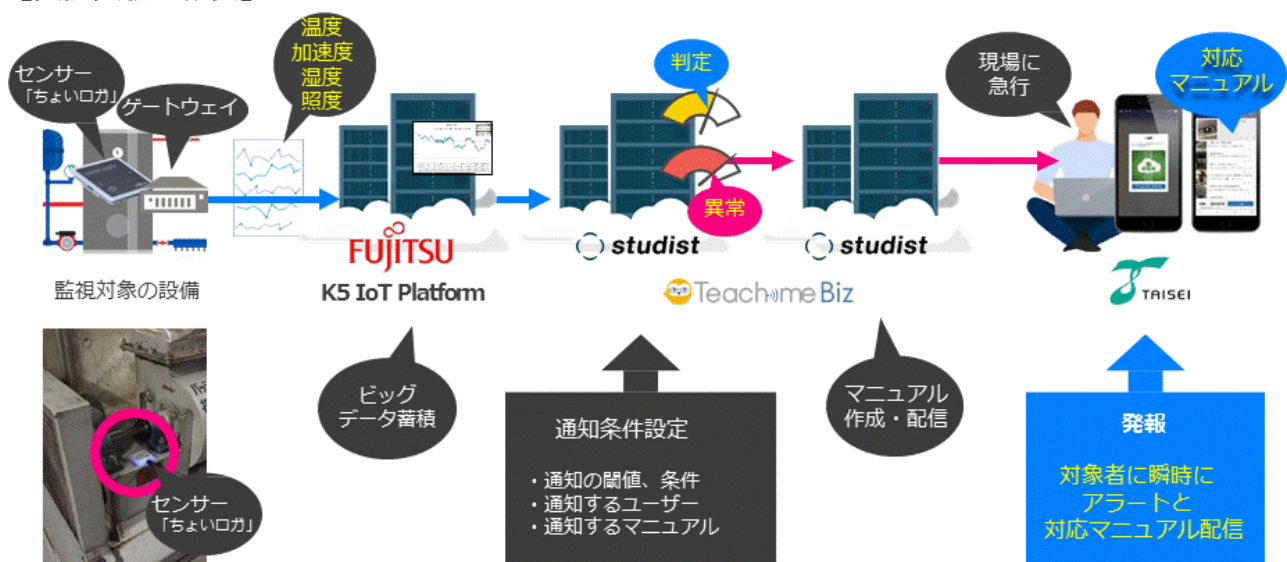 温度
加速度
湿度
照度
センサー
「ちょいロガ」
ゲートウェイ
判定
異常
現場に
急行
対応
マニュアル
監視対象の設備
FUJITSU
K5 IoT Platform
studist
studist
Teachme Biz
TAISEI
ビッグ
データ蓄積
通知条件設定
・通知の閾値、条件
・通知するユーザー
・通知するマニュアル
マニュアル
作成・配信
発報
対象者に瞬時に
アラートと
対応マニュアル配信
センサー
「ちょいロガ」